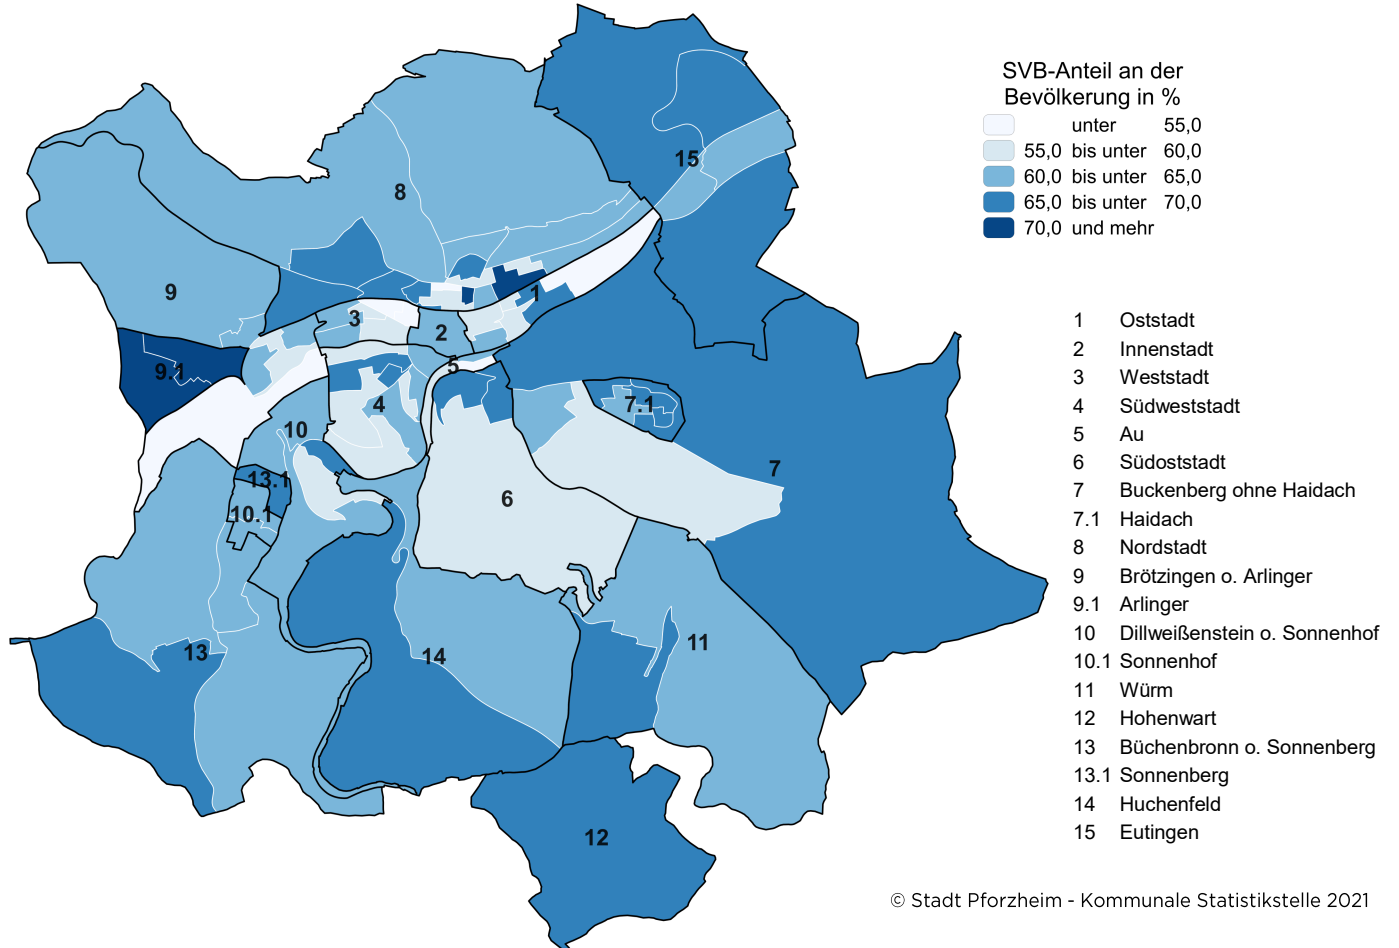 SVB-Anteil an der
Bevölkerung in %
unter 55,0
55,0 bis unter 60,0
60,0 bis unter 65,0
65,0 bis unter 70,0
70,0 und mehr
15
8
9
1
3
2
9.1
5
4
7.1
10
7
13.1
6
10.1
11
13
14
12
1 Oststadt
2 Innenstadt
3 Weststadt
4 Südweststadt
5 Au
6 Südoststadt
7 Buckenberg ohne Haidach
7.1 Haidach
8 Nordstadt
9 Brötzingen o. Arlinger
9.1 Arlinger
10 Dillweißenstein o. Sonnenhof
10.1 Sonnenhof
11 Würm
12 Hohenwart
13 Büchenbronn o. Sonnenberg
13.1 Sonnenberg
14 Huchenfeld
15 Eutingen
© Stadt Pforzheim - Kommunale Statistikstelle 2021